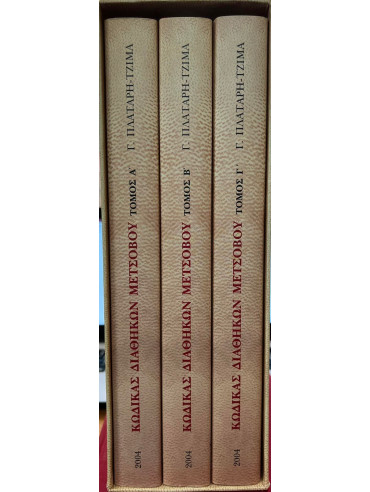 2004 ΚΩΔΙΚΑΣ ΔΙΑΘΗΚΩΝ ΜΕΤΣΟΒΟΥ ΤΟΜΟΣ Α΄ Γ. ΠΛΑΤΑΡΗ-ΤΖΙΜΑ
2004 ΚΩΔΙΚΑΣ ΔΙΑΘΗΚΩΝ ΜΕΤΣΟΒΟΥ ΤΟΜΟΣ Β΄ Γ. ΠΛΑΤΑΡΗ-ΤΖΙΜΑ
2004 ΚΩΔΙΚΑΣ ΔΙΑΘΗΚΩΝ ΜΕΤΣΟΒΟΥ ΤΟΜΟΣ Γ΄ Γ. ΠΛΑΤΑΡΗ-ΤΖΙΜΑ